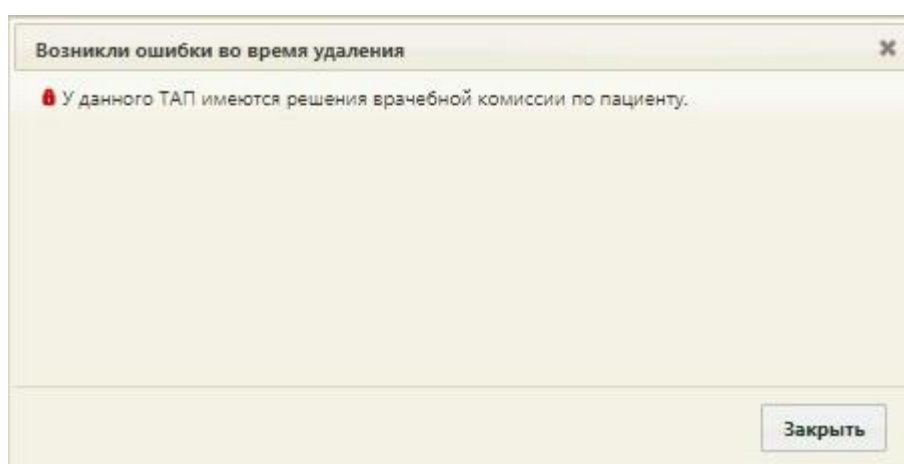 Возникли ошибки во время удаления
У данного ТАП имеются решения врачебной комиссии по пациенту.
Закрыть